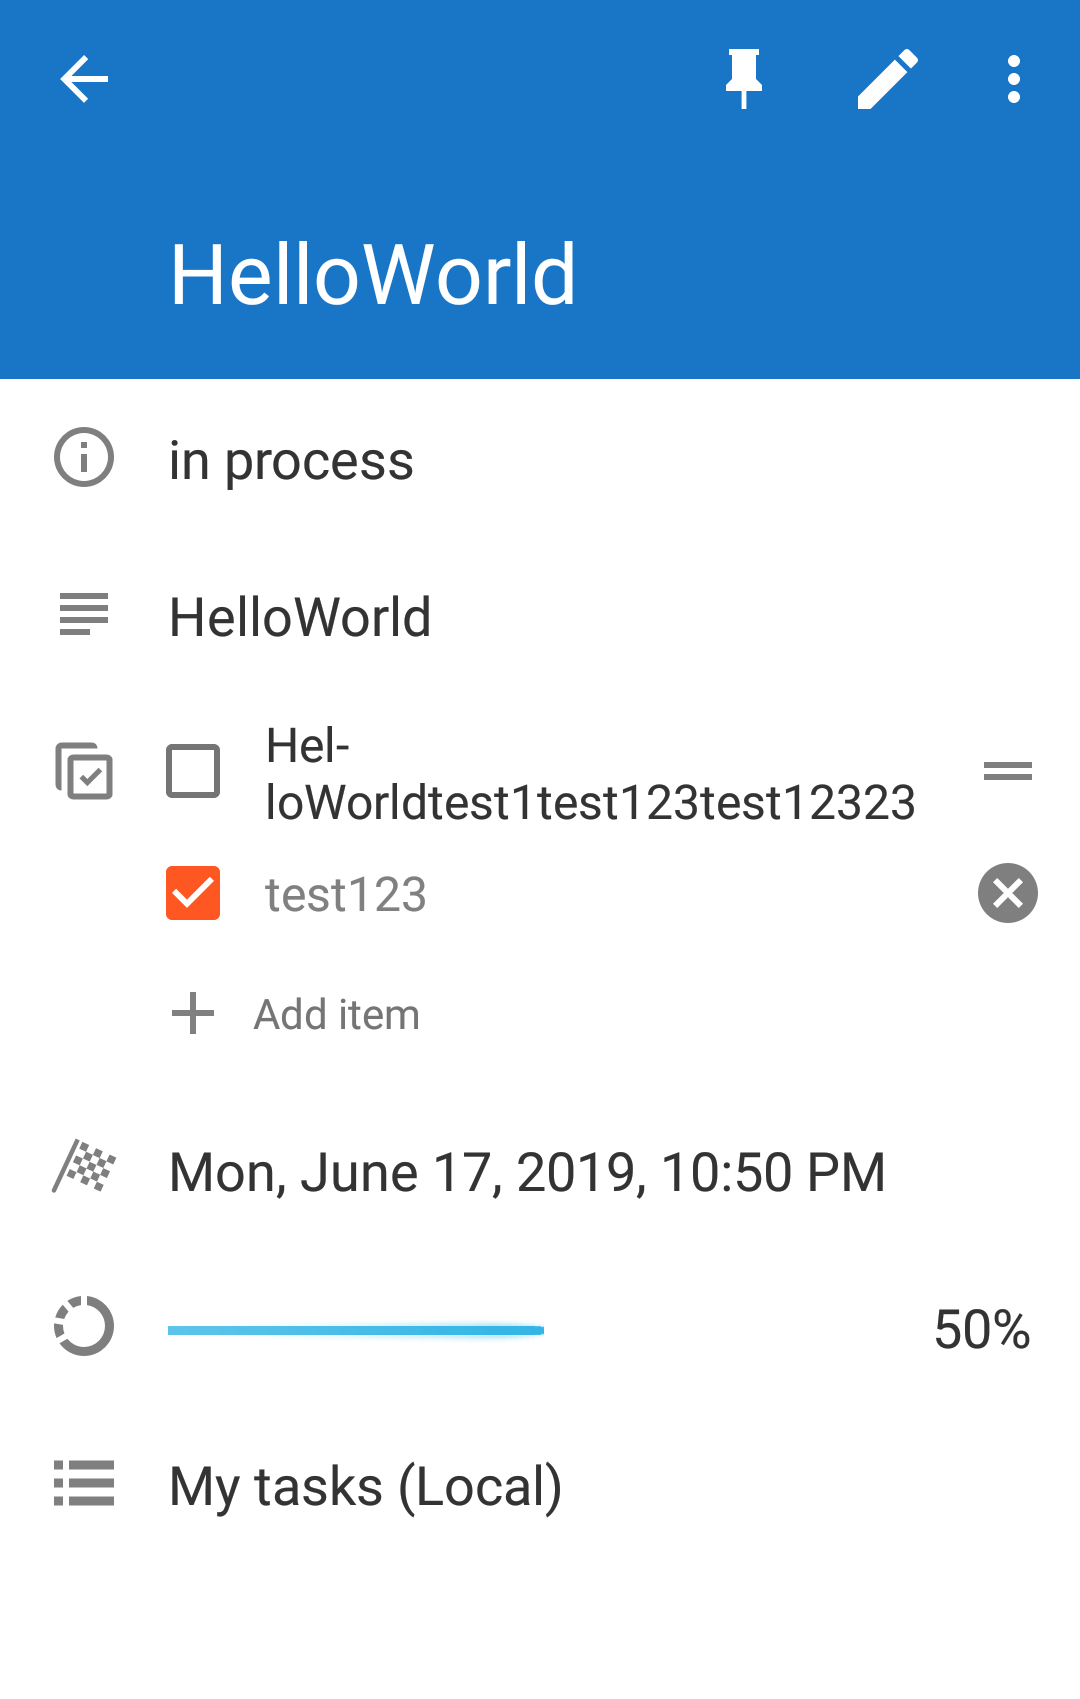 HelloWorld
in process
HelloWorld
Hel-
loWorldtest1test123test12323
test123
Add item
Mon, June 17, 2019, 10:50 PM
50%
My tasks (Local)